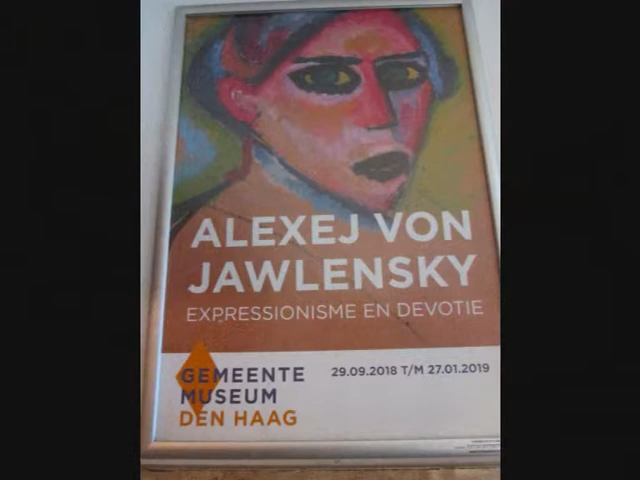 ALEXEJ VON
JAWLENSKY
EXPRESSIONISME EN DEVOTIE
GEMEENTE
MUSEUM
DEN HAAG
29.09.2018 T/M 27.01.2019